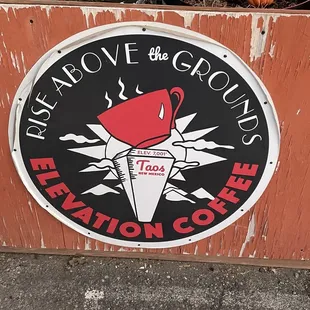 RISE ABOVE the GROUNDS
ELEV. 7,000'
Taos
NEW MEXICO
ELEVATION COFFEE